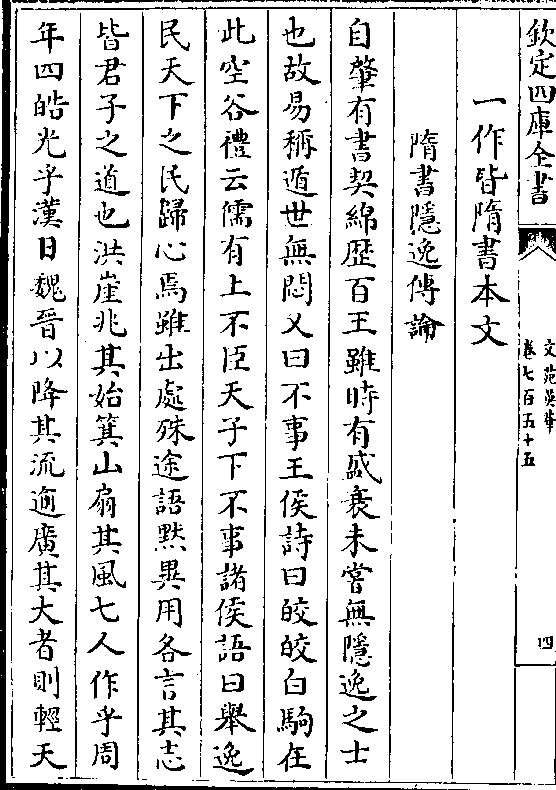 欽定四庫全書
文苑英華
卷七百五十五
四
一作皆隋書本文
隋書隱逸傳論
自肇有書契綿歷百王雖時有盛衰未嘗無隱逸之士
也故易稱遁世無悶又曰不事王侯詩曰皎皎白駒在
此空谷禮云儒有上不臣天子下不事諸侯語曰舉逸
民天下之民歸心焉雖出處殊途語黙異用各言其志
皆君子之道也洪崖兆其始箕山扇其風七人作乎周
年四皓光乎漢日魏晉以降其流逾廣其大者則輕天